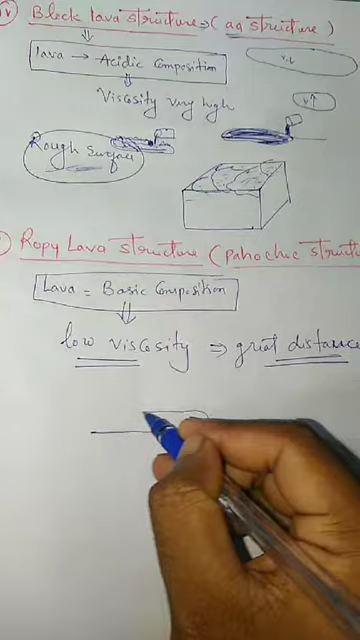 iv) Block lava structure → (aa structure)
lava → Acidic Composition
v.L
Viscosity very high
v↑
Rough Surface
) Ropy Lava structure (pahoehoe structu
Lava = Basic Composition
low viscosity ⇒ great distance